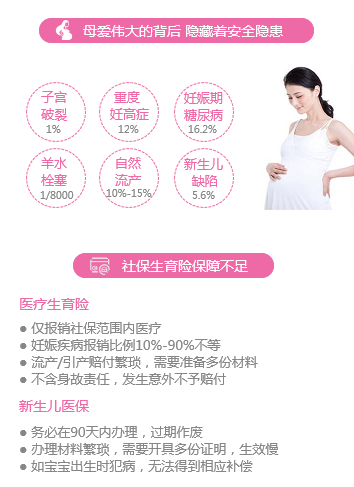 母爱伟大的背后 隐藏着安全隐患
子宫
破裂
1%
重度
妊高症
12%
妊娠期
糖尿病
16.2%
羊水
栓塞
1/8000
自然
流产
10%-15%
新生儿
缺陷
5.6%
社保生育险保障不足
医疗生育险
● 仅报销社保范围内医疗
● 妊娠疾病报销比例10%-90%不等
● 流产/引产赔付繁琐，需要准备多份材料
● 不含身故责任，发生意外不予赔付
新生儿医保
● 务必在90天内办理，过期作废
● 办理材料繁琐，需要开具多份证明，生效慢
● 如宝宝出生时犯病，无法得到相应补偿